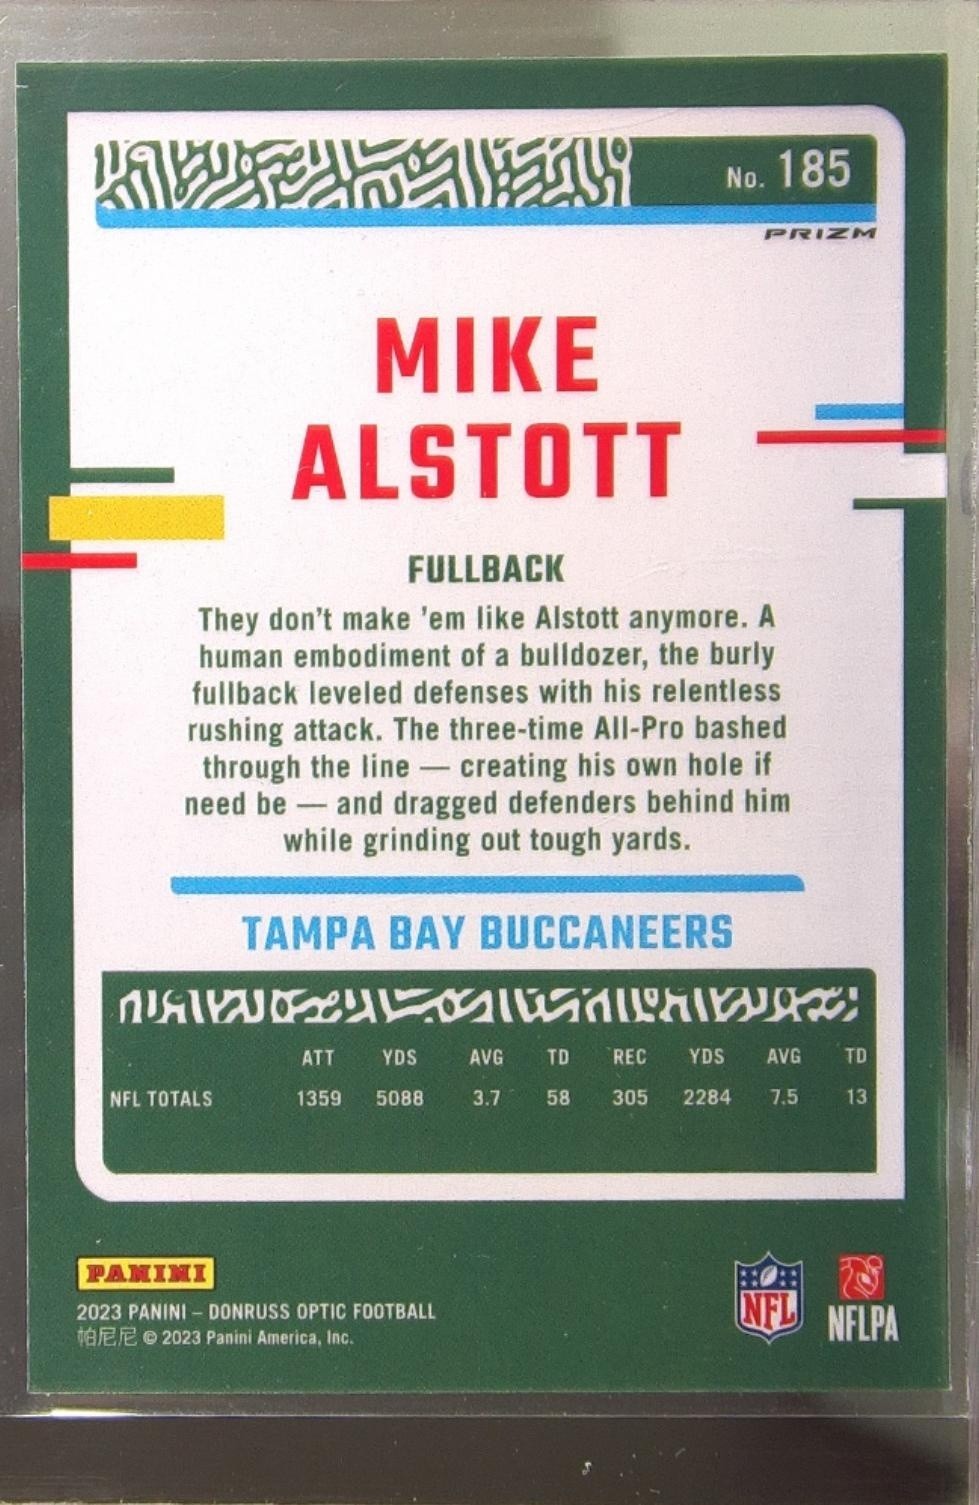 No. 185
PRIZM
MIKE
ALSTOTT
FULLBACK
They don't make 'em like Alstott anymore. A
human embodiment of a bulldozer, the burly
fullback leveled defenses with his relentless
rushing attack. The three-time All-Pro bashed
through the line — creating his own hole if
need be — and dragged defenders behind him
while grinding out tough yards.
TAMPA BAY BUCCANEERS
ATT YDS AVG TD REC YDS AVG TD
NFL TOTALS 1359 5088 3.7 58 305 2284 7.5 13
PANINI
2023 PANINI – DONRUSS OPTIC FOOTBALL
帕尼尼 © 2023 Panini America, Inc.
NFL
NFLPA